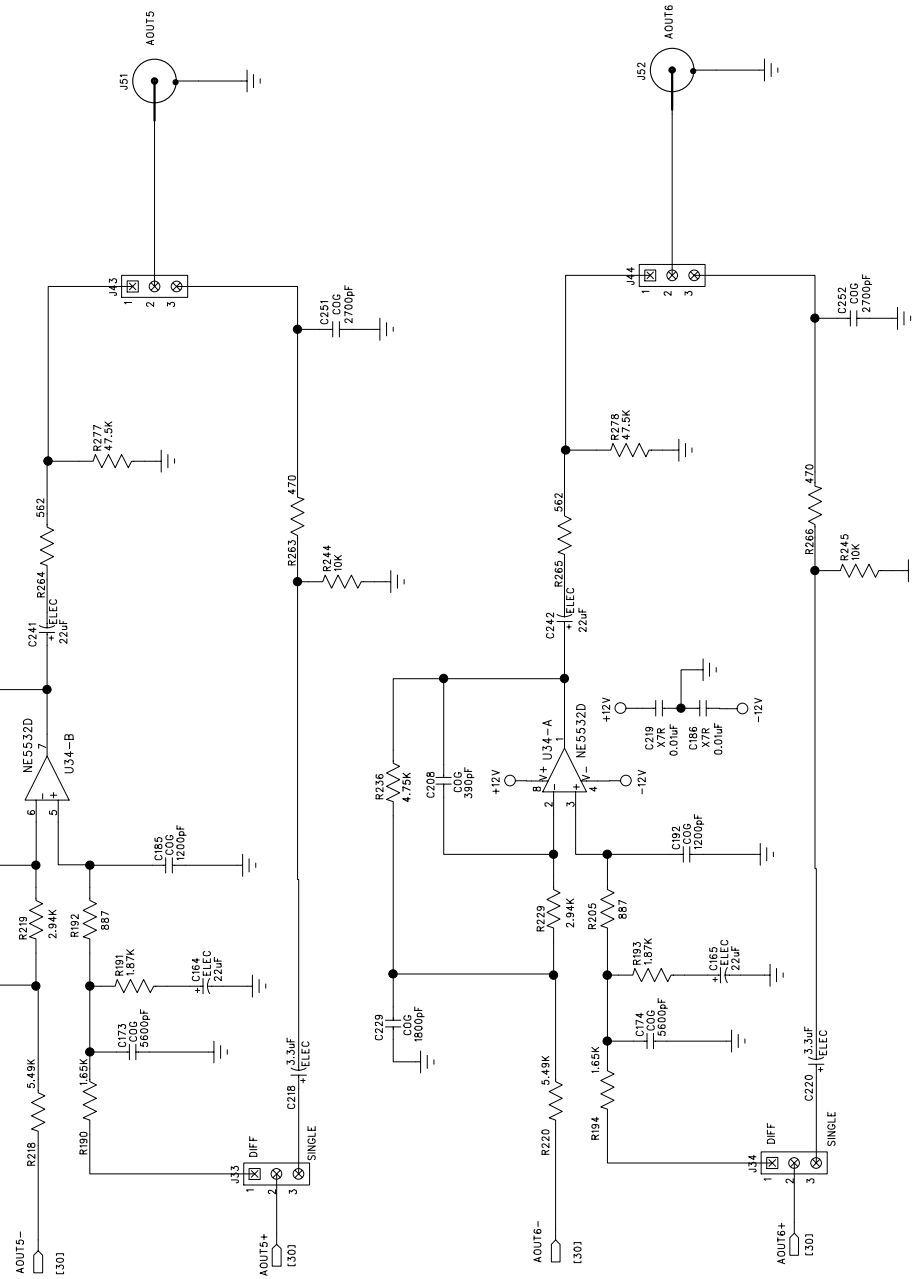 AOUT5-
[30]
R218
5.49K
R219
2.94K
6
5
-
+
7
NE5532D
U34-B
C241
+
ELEC
22uF
R264
562
R277
47.5K
J43
1
2
3
J51
AOUT5
AOUT5+
[30]
J33
1
2
3
DIFF
SINGLE
R190
1.65K
C173
COG
5600pF
R191
1.87K
+
C164
ELEC
22uF
R192
887
C185
COG
1200pF
C218
+
3.3uF
ELEC
R244
10K
R263
470
C251
COG
2700pF
AOUT6-
[30]
R220
5.49K
C229
COG
1800pF
R229
2.94K
R236
4.75K
C208
COG
390pF
+12V
8
V+
2
3
-
+
1
4
V-
-12V
U34-A
NE5532D
C242
+
ELEC
22uF
R265
562
R278
47.5K
J44
1
2
3
J52
AOUT6
+12V
C219
X7R
0.01uF
C186
X7R
0.01uF
-12V
AOUT6+
[30]
J34
1
2
3
DIFF
SINGLE
R194
1.65K
C174
COG
5600pF
R193
1.87K
+
C165
ELEC
22uF
R205
887
C192
COG
1200pF
C220
+
3.3uF
ELEC
R245
10K
R266
470
C252
COG
2700pF